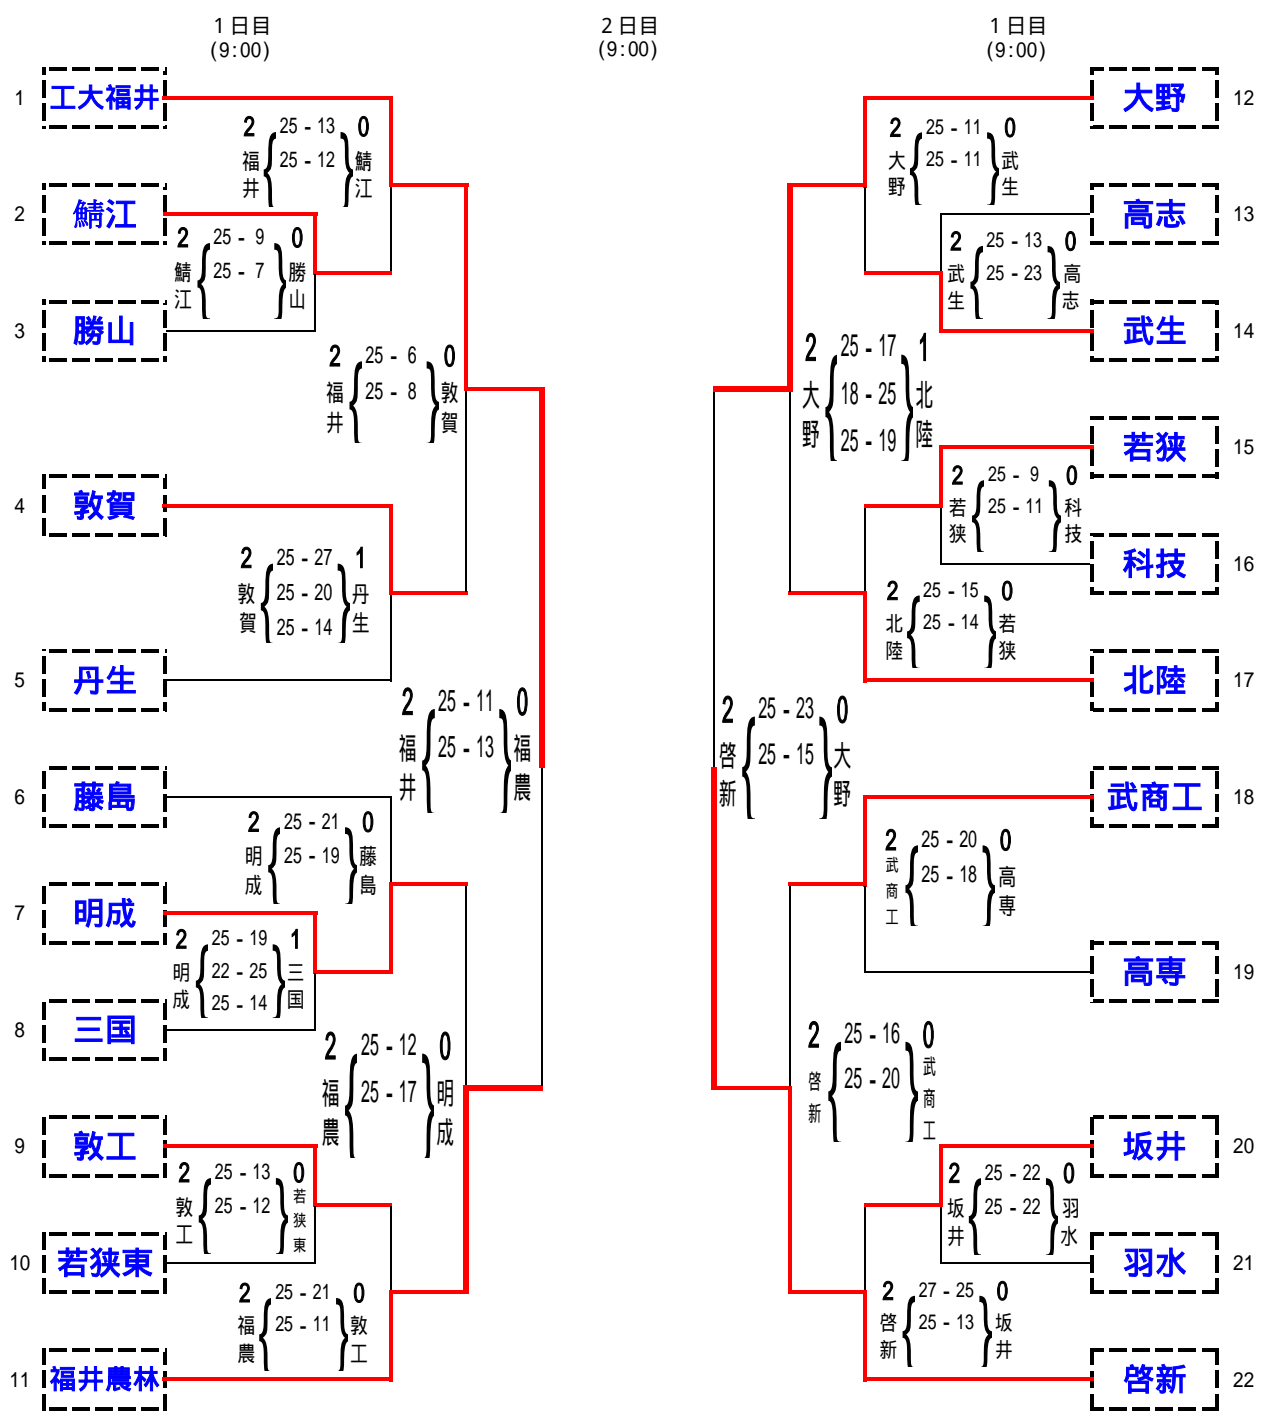 1日目
(9:00)
2日目
(9:00)
1日目
(9:00)
1 工大福井
2 鯖江
3 勝山
4 敦賀
5 丹生
6 藤島
7 明成
8 三国
9 敦工
10 若狭東
11 福井農林
2 福井 25 - 13 0 鯖江
25 - 12
2 鯖江 25 - 9 0 勝山
25 - 7
2 福井 25 - 6 0 敦賀
25 - 8
2 敦賀 25 - 27 1 丹生
25 - 20
25 - 14
2 福井 25 - 11 0 福農
25 - 13
2 明成 25 - 21 0 藤島
25 - 19
2 明成 25 - 19 1 三国
22 - 25
25 - 14
2 福農 25 - 12 0 明成
25 - 17
2 敦工 25 - 13 0 若狭東
25 - 12
2 福農 25 - 21 0 敦工
25 - 11
大野 12
高志 13
武生 14
若狭 15
科技 16
北陸 17
武商工 18
高専 19
坂井 20
羽水 21
啓新 22
2 大野 25 - 11 0 武生
25 - 11
2 武生 25 - 13 0 高志
25 - 23
2 大野 25 - 17 1 北陸
18 - 25
25 - 19
2 若狭 25 - 9 0 科技
25 - 11
2 北陸 25 - 15 0 若狭
25 - 14
2 啓新 25 - 23 0 大野
25 - 15
2 武商工 25 - 20 0 高専
25 - 18
2 啓新 25 - 16 0 武商工
25 - 20
2 坂井 25 - 22 0 羽水
25 - 22
2 啓新 27 - 25 0 坂井
25 - 13